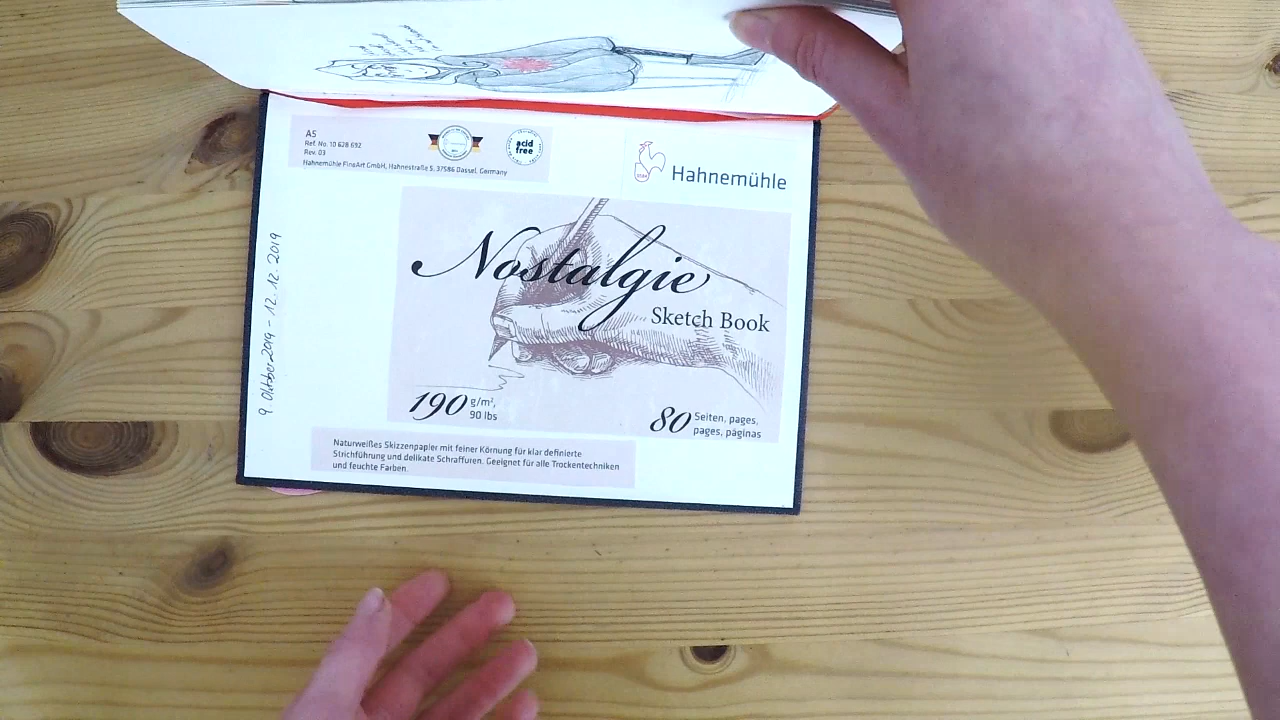 A5
Ref. No. 10 628 692
Rev. 03
Hahnemühle FineArt GmbH, Hahnestraße 5, 37586 Dassel, Germany
acid
free
Hahnemühle
Nostalgie
Sketch Book
9. Oktober 2019 - 12. 12. 2019
190 g/m²,
90 lbs
80 Seiten, pages,
pages, páginas
Naturweißes Skizzenpapier mit feiner Körnung für klar definierte
Strichführung und delikate Schraffuren. Geeignet für alle Trockentechniken
und feuchte Farben.